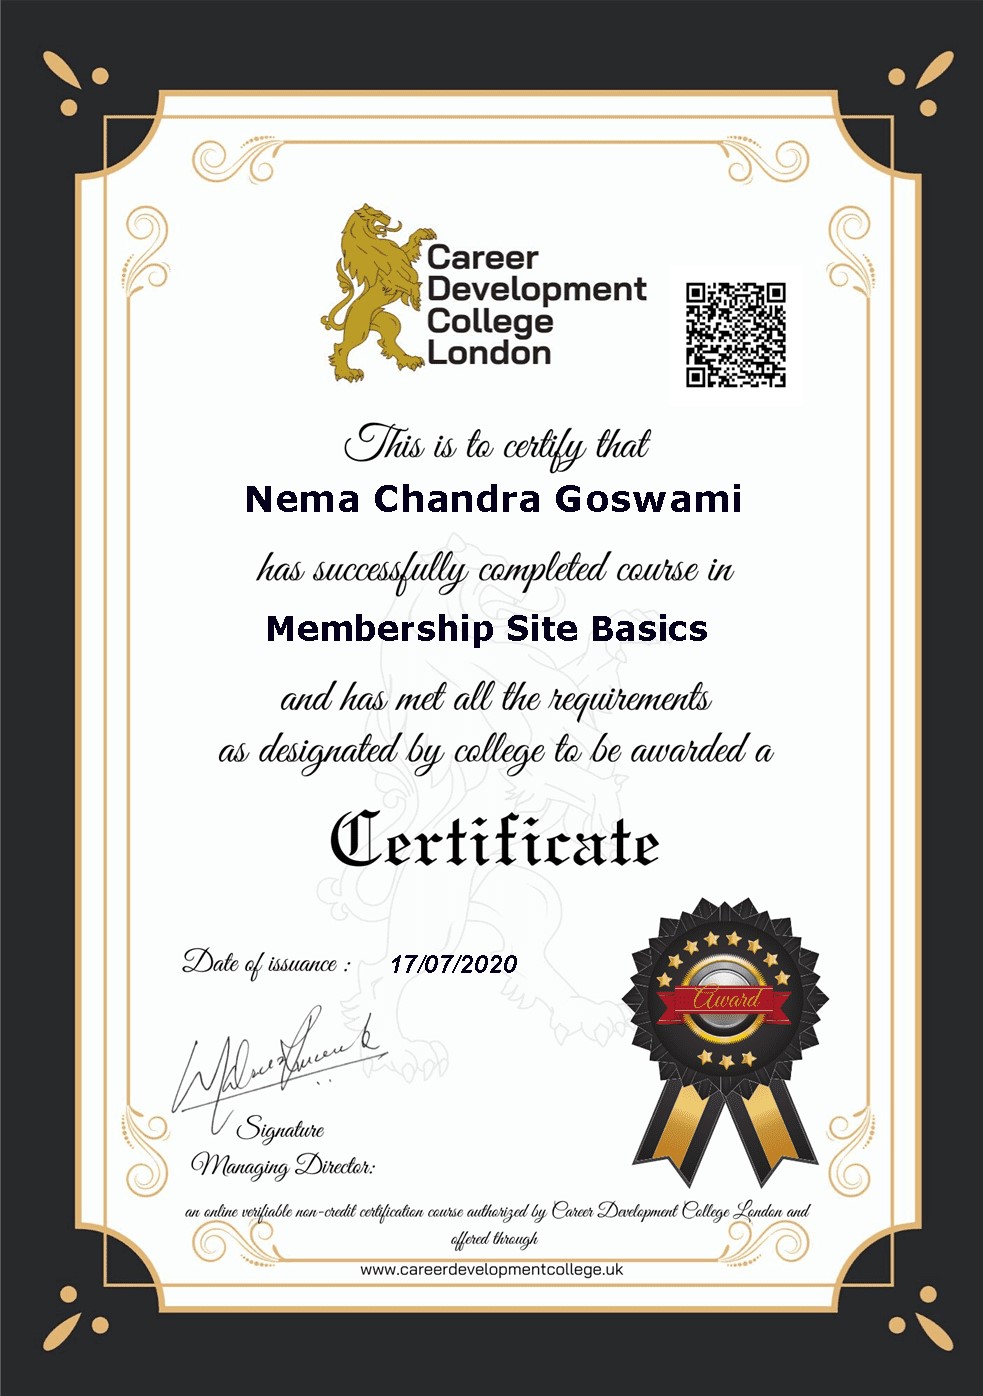 Career
Development
College
London
This is to certify that
Nema Chandra Goswami
has successfully completed course in
Membership Site Basics
and has met all the requirements
as designated by college to be awarded a
Certificate
Date of issuance : 17/07/2020
Award
Signature
Managing Director:
an online verifiable non-credit certification course authorized by Career Development College London and
offered through
www.careerdevelopmentcollege.uk